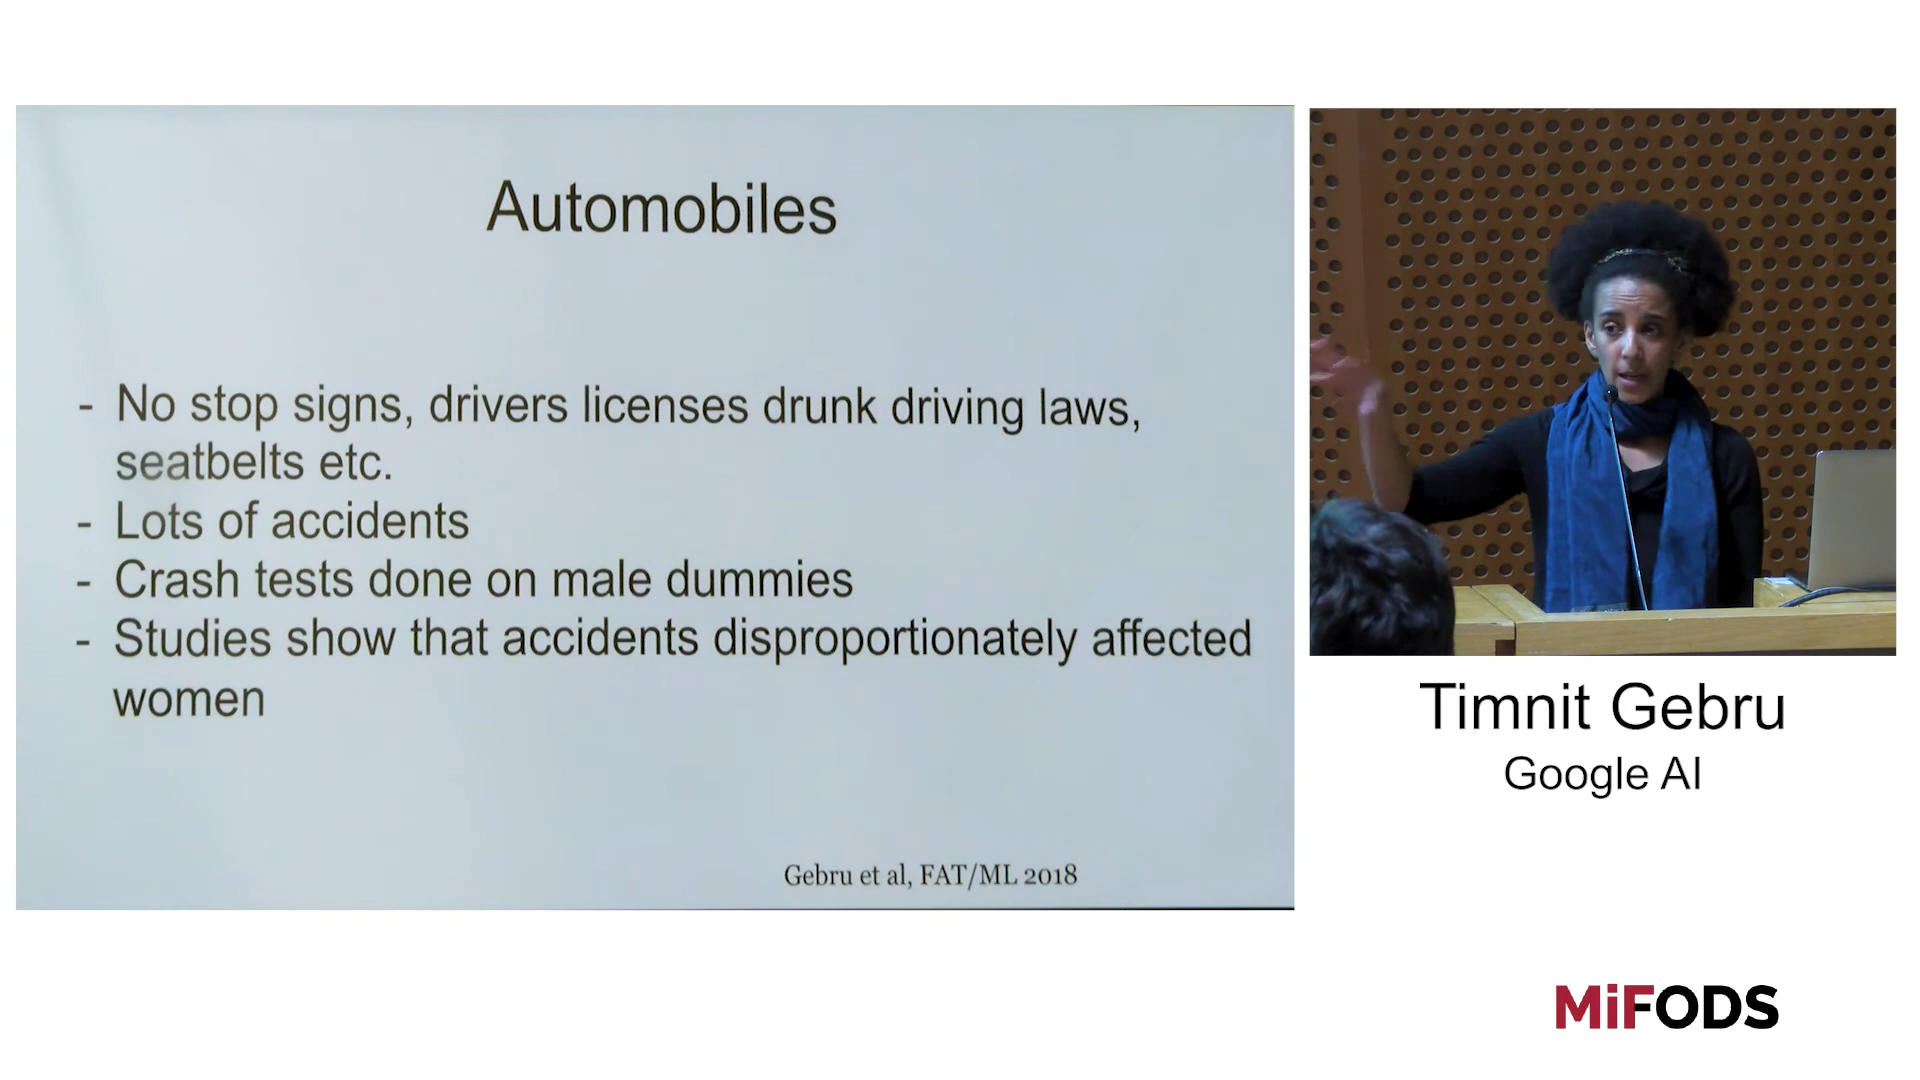 Automobiles
- No stop signs, drivers licenses drunk driving laws,
seatbelts etc.
- Lots of accidents
- Crash tests done on male dummies
- Studies show that accidents disproportionately affected
women
Gebru et al, FAT/ML 2018
Timnit Gebru
Google AI
MiFODS